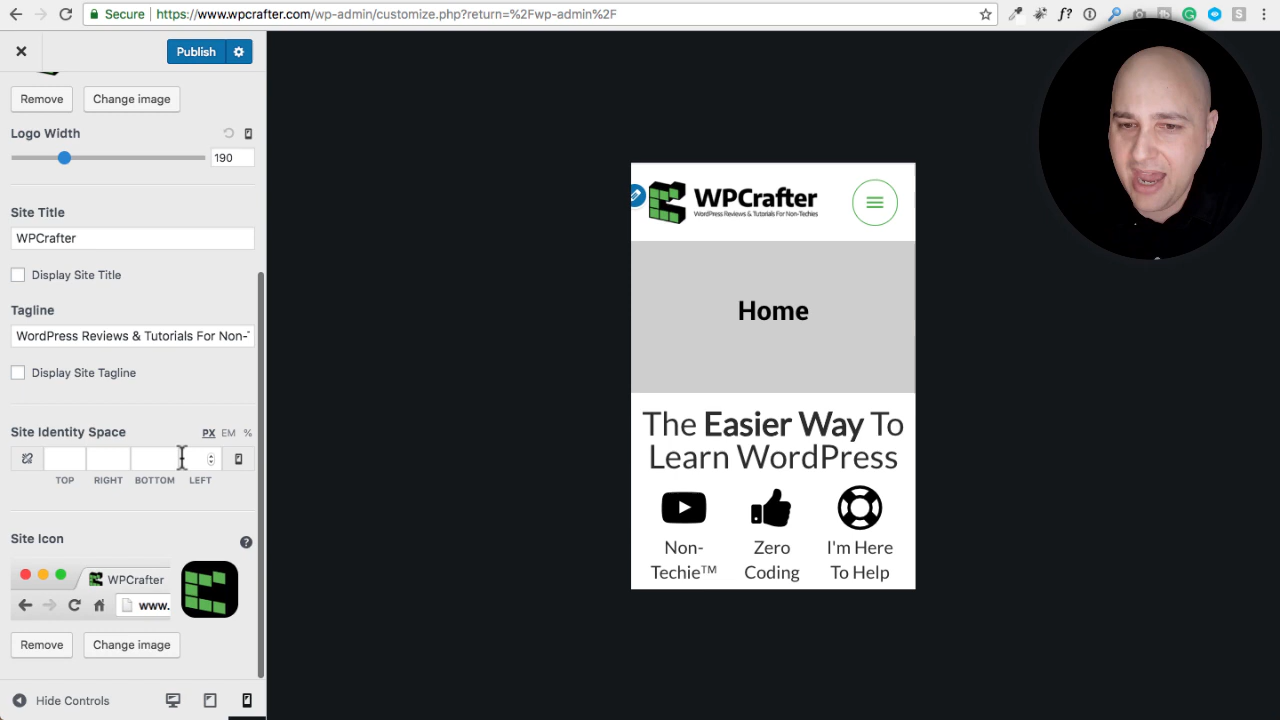 Secure
https://www.wpcrafter.com/wp-admin/customize.php?return=%2Fwp-admin%2F
f?
S
Publish
Remove
Change image
Logo Width
190
Site Title
WPCrafter
Display Site Title
Tagline
WordPress Reviews & Tutorials For Non-
Display Site Tagline
Site Identity Space
PX EM %
TOP RIGHT BOTTOM LEFT
Site Icon
?
WPCrafter
www.
Remove
Change image
Hide Controls
WPCrafter
WordPress Reviews & Tutorials For Non-Techies
Home
The Easier Way To
Learn WordPress
Non-
Techie™
Zero
Coding
I'm Here
To Help